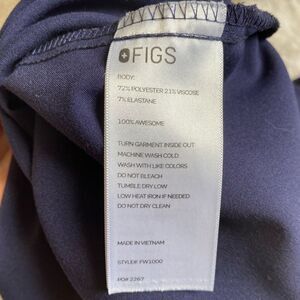 FIGS
BODY:
72% POLYESTER 21% VISCOSE
7% ELASTANE
100% AWESOME
TURN GARMENT INSIDE OUT
MACHINE WASH COLD
WASH WITH LIKE COLORS
DO NOT BLEACH
TUMBLE DRY LOW
LOW HEAT IRON IF NEEDED
DO NOT DRY CLEAN
MADE IN VIETNAM
STYLE# FW1000
PO# 2267